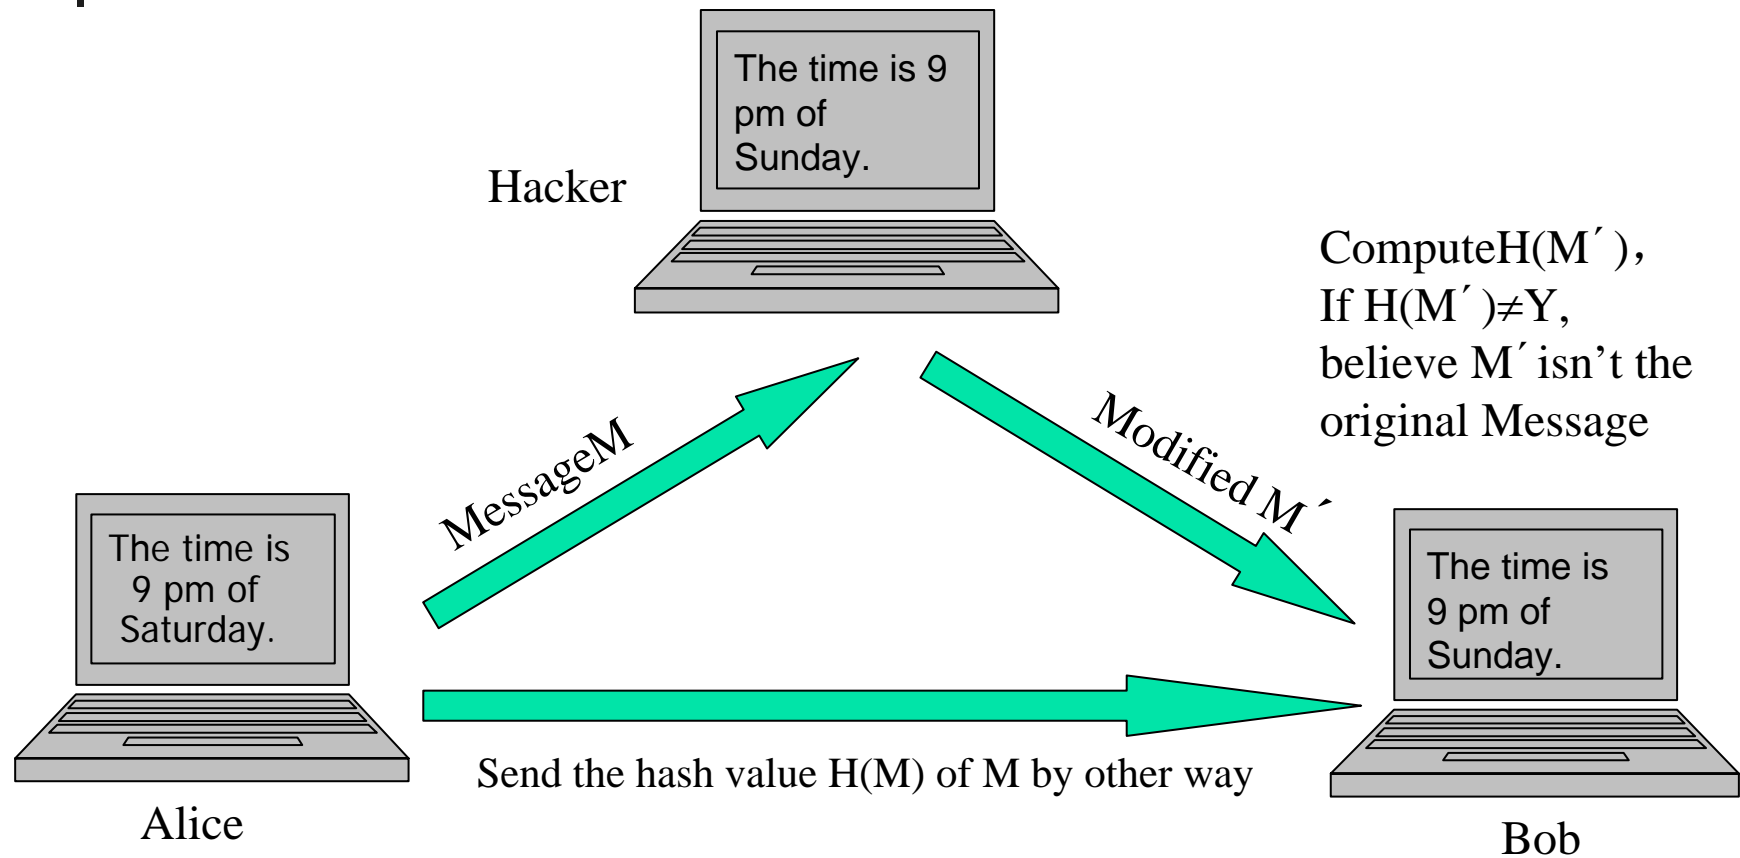 The time is 9
pm of
Sunday.
Hacker
ComputeH(M´),
If H(M´)≠Y,
believe M´ isn't the
original Message
MessageM
Modified M´
The time is
9 pm of
Saturday.
The time is
9 pm of
Sunday.
Send the hash value H(M) of M by other way
Alice
Bob